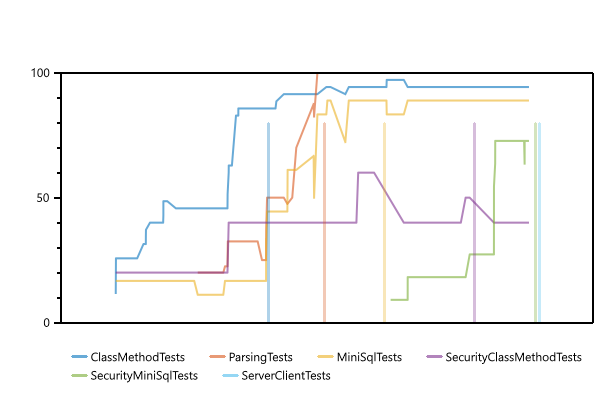 100
50
0
ClassMethodTests ParsingTests MiniSqlTests SecurityClassMethodTests
SecurityMiniSqlTests ServerClientTests